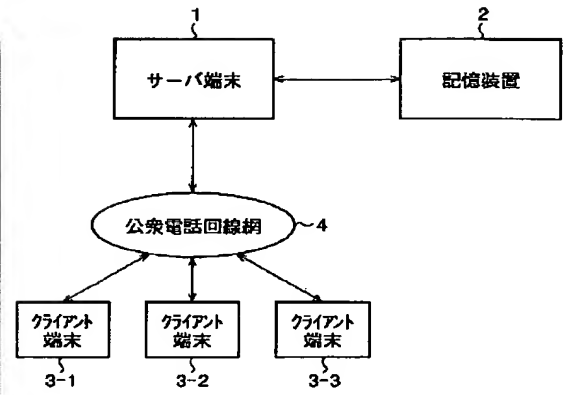 1
2
サーバ端末
記憶装置
公衆電話回線網
4
クライアント
端末
クライアント
端末
クライアント
端末
3-1
3-2
3-3